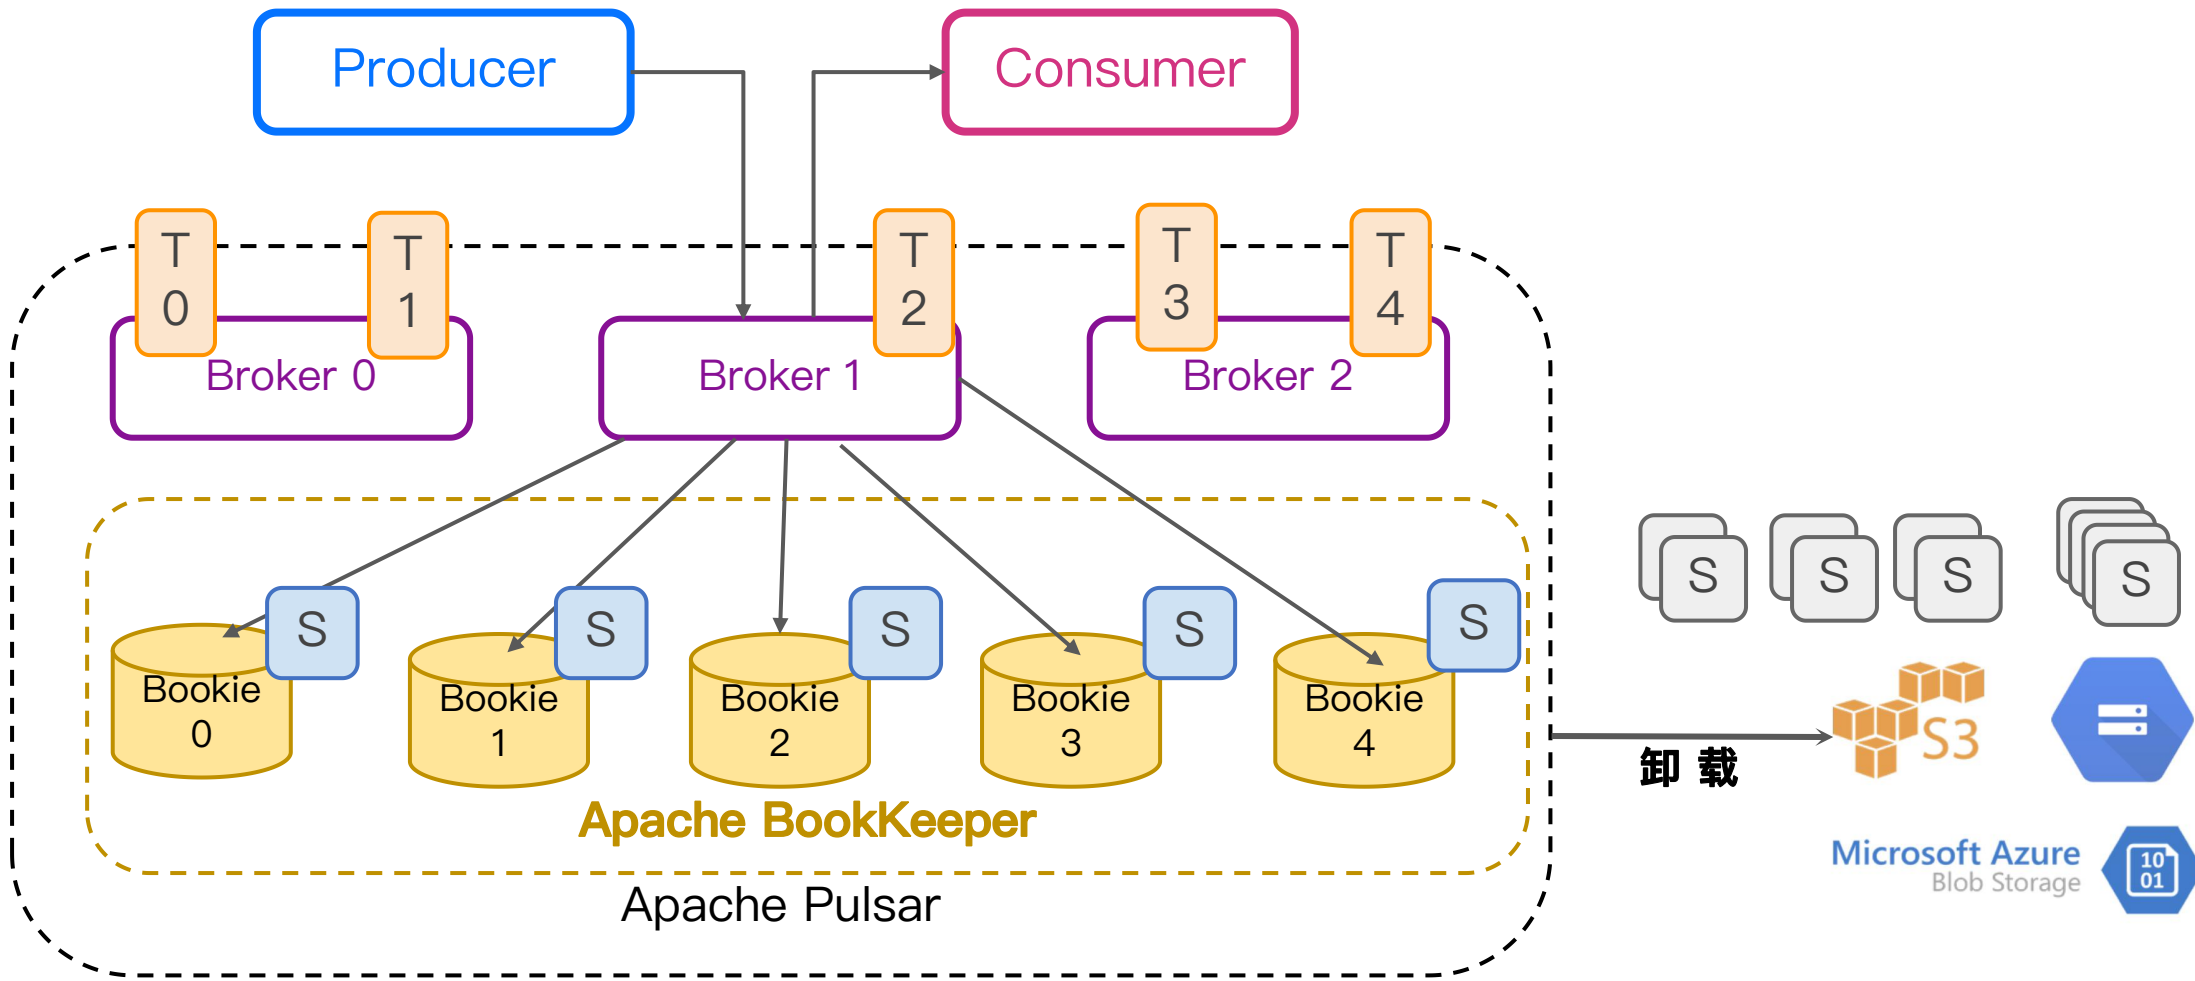 Producer
Consumer
T
0
T
1
T
2
T
3
T
4
Broker 0
Broker 1
Broker 2
S
S
S
S
S
S
S
S
S
Bookie
0
Bookie
1
Bookie
2
Bookie
3
Bookie
4
S3
卸 载
Apache BookKeeper
Microsoft Azure
Blob Storage
10
01
Apache Pulsar